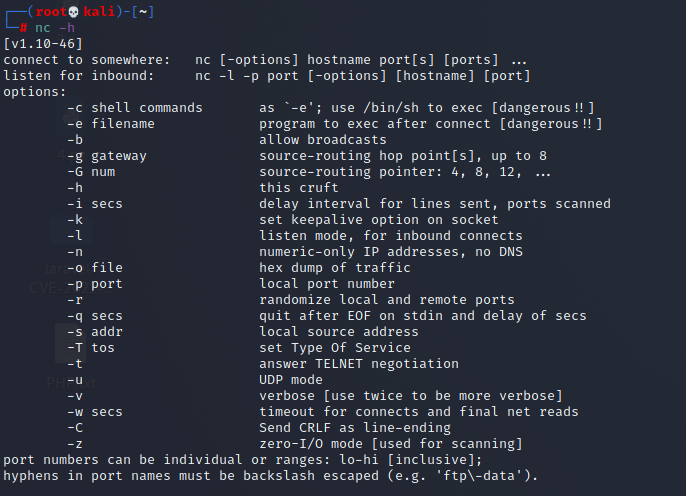 (root💀kali)-[~]
# nc -h
[v1.10-46]
connect to somewhere:   nc [-options] hostname port[s] [ports] ...
listen for inbound:     nc -l -p port [-options] [hostname] [port]
options:
        -c shell commands       as `-e'; use /bin/sh to exec [dangerous!!]
        -e filename             program to exec after connect [dangerous!!]
        -b                      allow broadcasts
        -g gateway              source-routing hop point[s], up to 8
        -G num                  source-routing pointer: 4, 8, 12, ...
        -h                      this cruft
        -i secs                 delay interval for lines sent, ports scanned
        -k                      set keepalive option on socket
        -l                      listen mode, for inbound connects
        -n                      numeric-only IP addresses, no DNS
        -o file                 hex dump of traffic
        -p port                 local port number
        -r                      randomize local and remote ports
        -q secs                 quit after EOF on stdin and delay of secs
        -s addr                 local source address
        -T tos                  set Type Of Service
        -t                      answer TELNET negotiation
        -u                      UDP mode
        -v                      verbose [use twice to be more verbose]
        -w secs                 timeout for connects and final net reads
        -C                      Send CRLF as line-ending
        -z                      zero-I/O mode [used for scanning]
port numbers can be individual or ranges: lo-hi [inclusive];
hyphens in port names must be backslash escaped (e.g. 'ftp\-data').